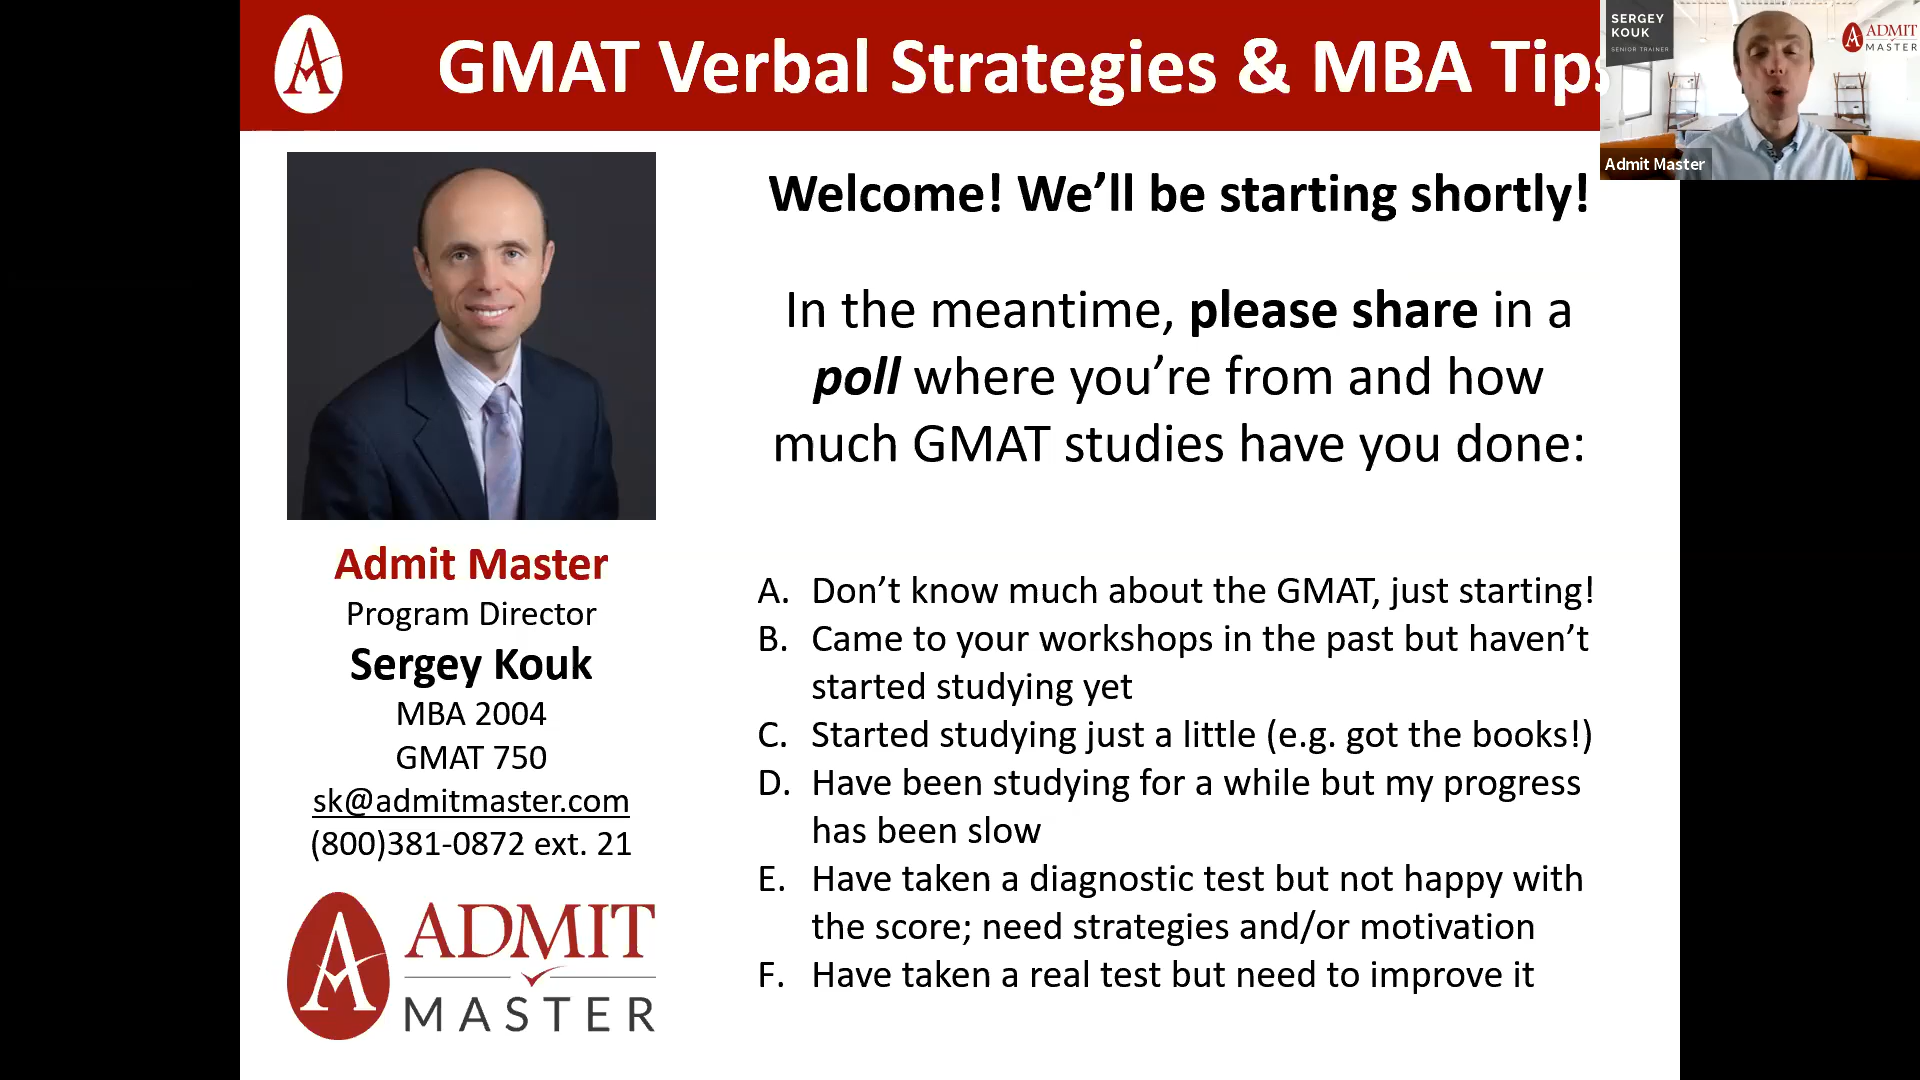 GMAT Verbal Strategies & MBA Tips
SERGEY
KOUK
SENIOR TRAINER
ADMIT
MASTER
Admit Master
Welcome! We’ll be starting shortly!
In the meantime, please share in a
poll where you’re from and how
much GMAT studies have you done:
Admit Master
Program Director
Sergey Kouk
MBA 2004
GMAT 750
sk@admitmaster.com
(800)381-0872 ext. 21
ADMIT
MASTER
A. Don’t know much about the GMAT, just starting!
B. Came to your workshops in the past but haven’t
started studying yet
C. Started studying just a little (e.g. got the books!)
D. Have been studying for a while but my progress
has been slow
E. Have taken a diagnostic test but not happy with
the score; need strategies and/or motivation
F. Have taken a real test but need to improve it